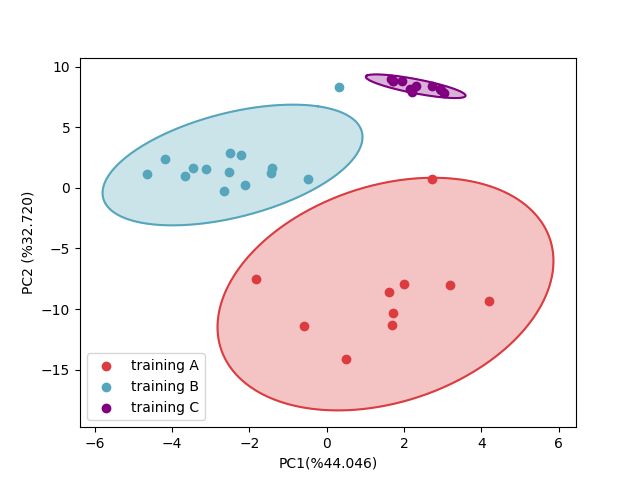 10
5
0
−5
−10
−15
PC2 (%32.720)
training A
training B
training C
−6
−4
−2
0
2
4
6
PC1(%44.046)